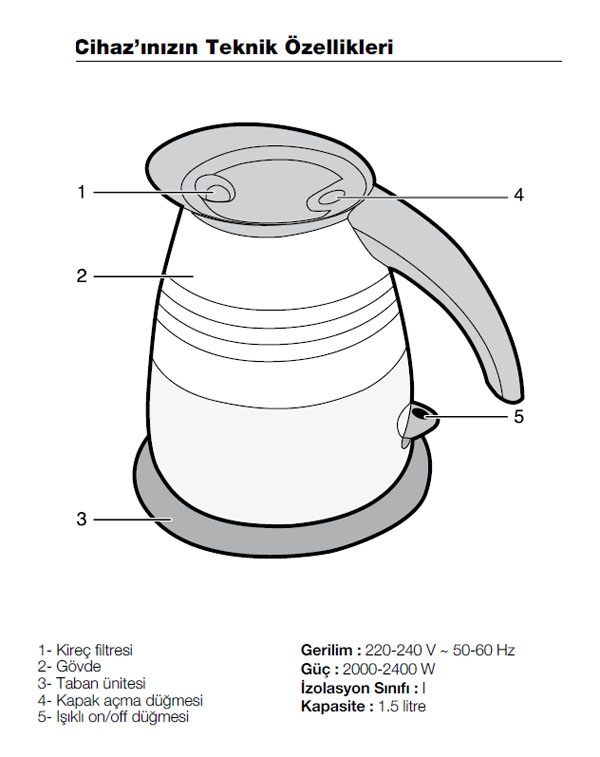 Cihaz’ınızın Teknik Özellikleri
1
4
2
5
3
1- Kireç filtresi
2- Gövde
3- Taban ünitesi
4- Kapak açma düğmesi
5- Işıklı on/off düğmesi
Gerilim : 220-240 V ~ 50-60 Hz
Güç : 2000-2400 W
İzolasyon Sınıfı : I
Kapasite : 1.5 litre